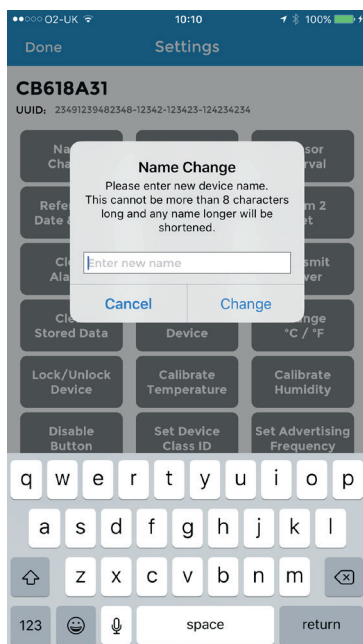 O2-UK 10:10 100%
Done Settings
CB618A31
UUID: 23491239482348-12342-123423-124234234
Name Change
Please enter new device name.
This cannot be more than 8 characters
long and any name longer will be
shortened.
Enter new name
Cancel Change
Stored Data Device °C / °F
Lock/Unlock Calibrate Calibrate
Device Temperature Humidity
Disable Set Device Set Advertising
Button Class ID Frequency
q w e r t y u i o p
a s d f g h j k l
z x c v b n m
123 space return